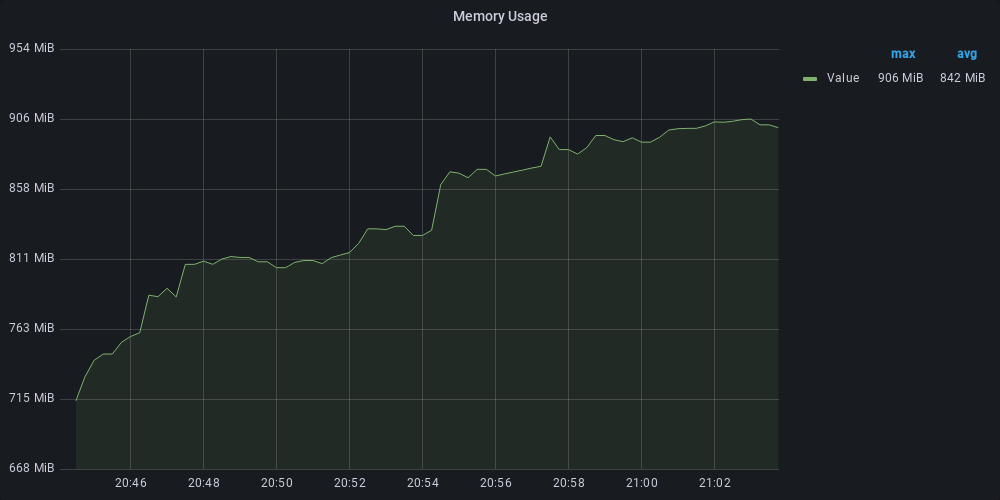 Memory Usage
954 MiB
906 MiB
858 MiB
811 MiB
763 MiB
715 MiB
668 MiB
20:46 20:48 20:50 20:52 20:54 20:56 20:58 21:00 21:02
max avg
Value 906 MiB 842 MiB